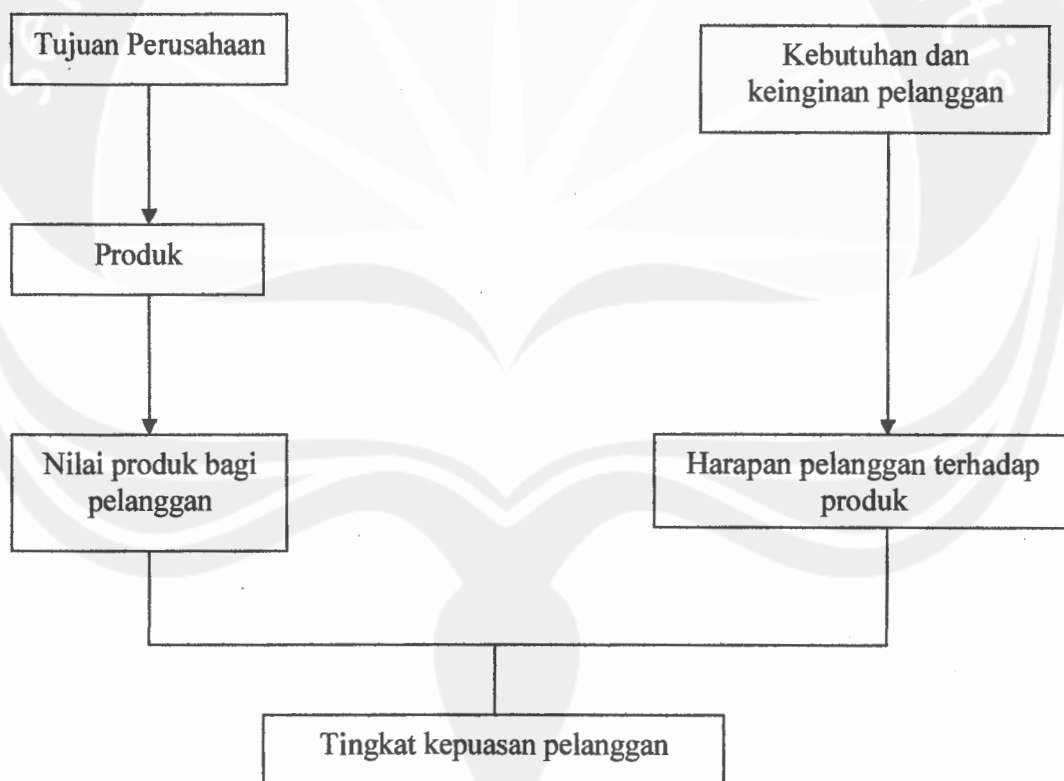 Tujuan Perusahaan
Kebutuhan dan
keinginan pelanggan
Produk
Nilai produk bagi
pelanggan
Harapan pelanggan terhadap
produk
Tingkat kepuasan pelanggan